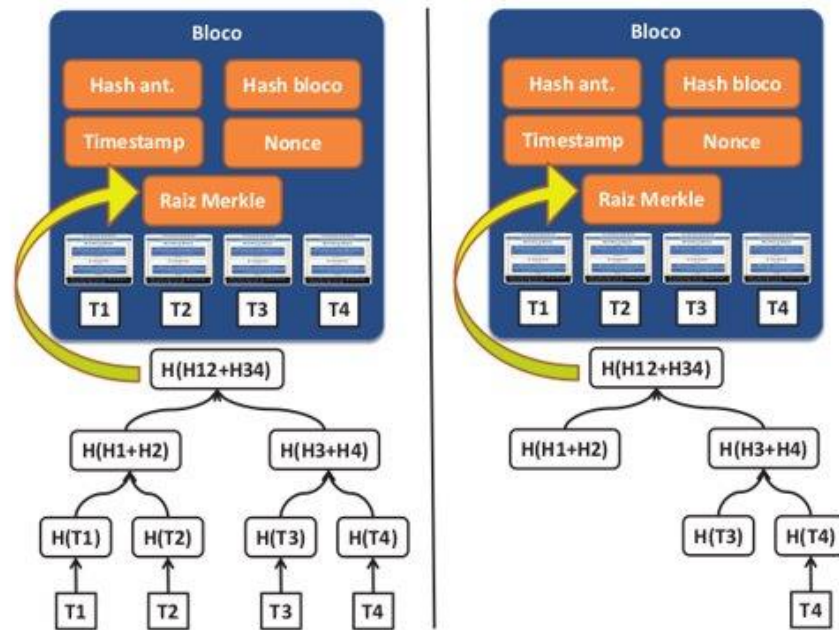 Bloco
Hash ant. Hash bloco
Timestamp Nonce
Raiz Merkle
T1 T2 T3 T4
H(H12+H34)
H(H1+H2) H(H3+H4)
H(T1) H(T2) H(T3) H(T4)
T1 T2 T3 T4
Bloco
Hash ant. Hash bloco
Timestamp Nonce
Raiz Merkle
T1 T2 T3 T4
H(H12+H34)
H(H1+H2) H(H3+H4)
H(T3) H(T4)
T4